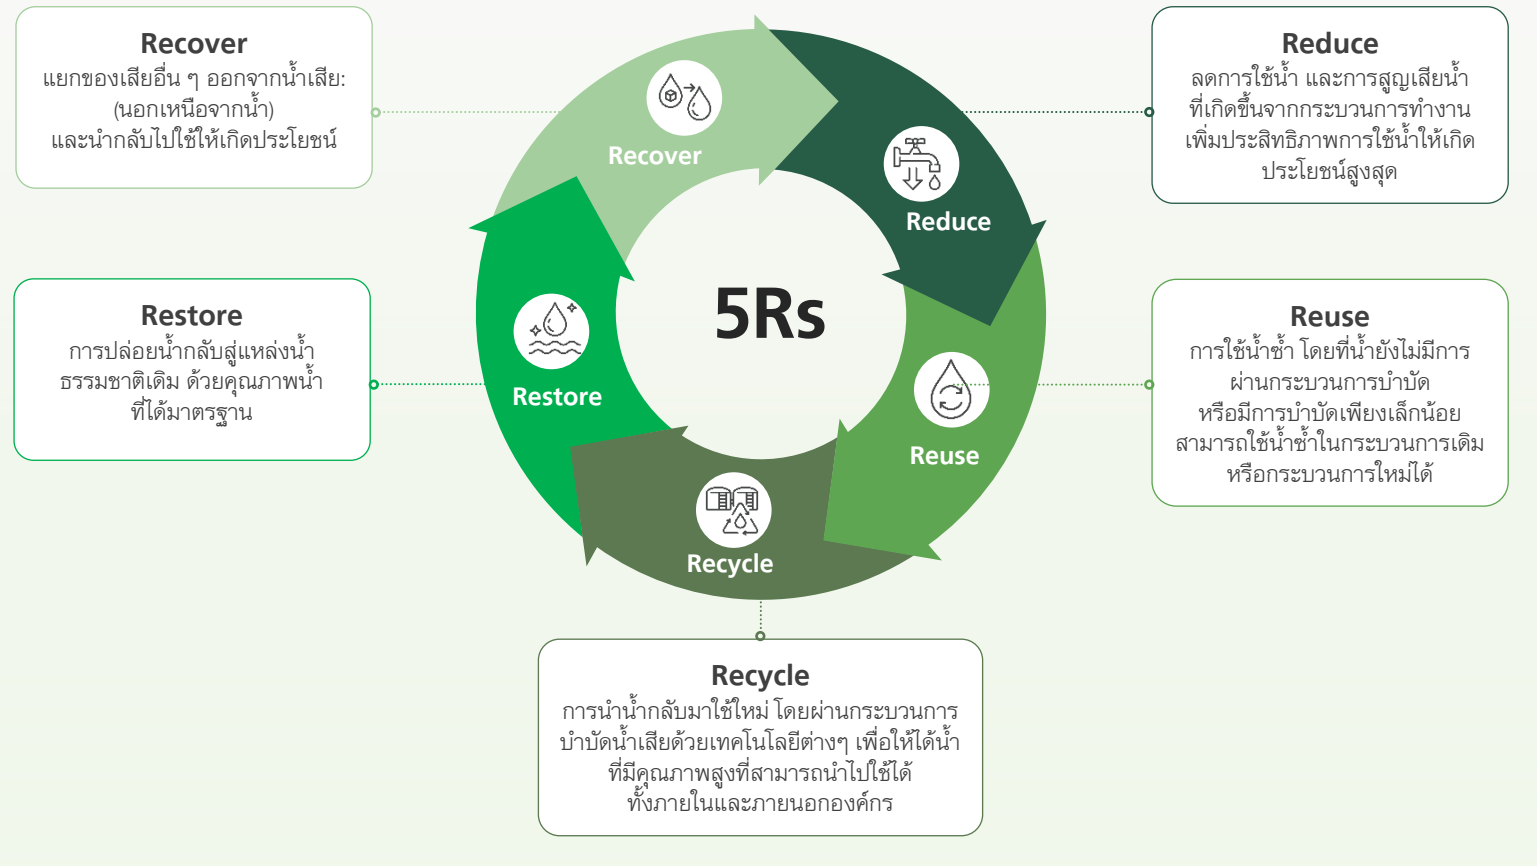 Recover
แยกของเสียอื่น ๆ ออกจากน้ำเสีย:
(นอกเหนือจากน้ำ)
และนำกลับไปใช้ให้เกิดประโยชน์
Reduce
ลดการใช้น้ำ และการสูญเสียน้ำ
ที่เกิดขึ้นจากกระบวนการทำงาน
เพิ่มประสิทธิภาพการใช้น้ำให้เกิด
ประโยชน์สูงสุด
Recover
Reduce
5Rs
Restore
การปล่อยน้ำกลับสู่แหล่งน้ำ
ธรรมชาติเดิม ด้วยคุณภาพน้ำ
ที่ได้มาตรฐาน
Reuse
การใช้น้ำซ้ำ โดยที่น้ำยังไม่มีการ
ผ่านกระบวนการบำบัด
หรือมีการบำบัดเพียงเล็กน้อย
สามารถใช้น้ำซ้ำในกระบวนการเดิม
หรือกระบวนการใหม่ได้
Restore
Reuse
Recycle
Recycle
การนำน้ำกลับมาใช้ใหม่ โดยผ่านกระบวนการ
บำบัดน้ำเสียด้วยเทคโนโลยีต่างๆ เพื่อให้ได้น้ำ
ที่มีคุณภาพสูงที่สามารถนำไปใช้ได้
ทั้งภายในและภายนอกองค์กร